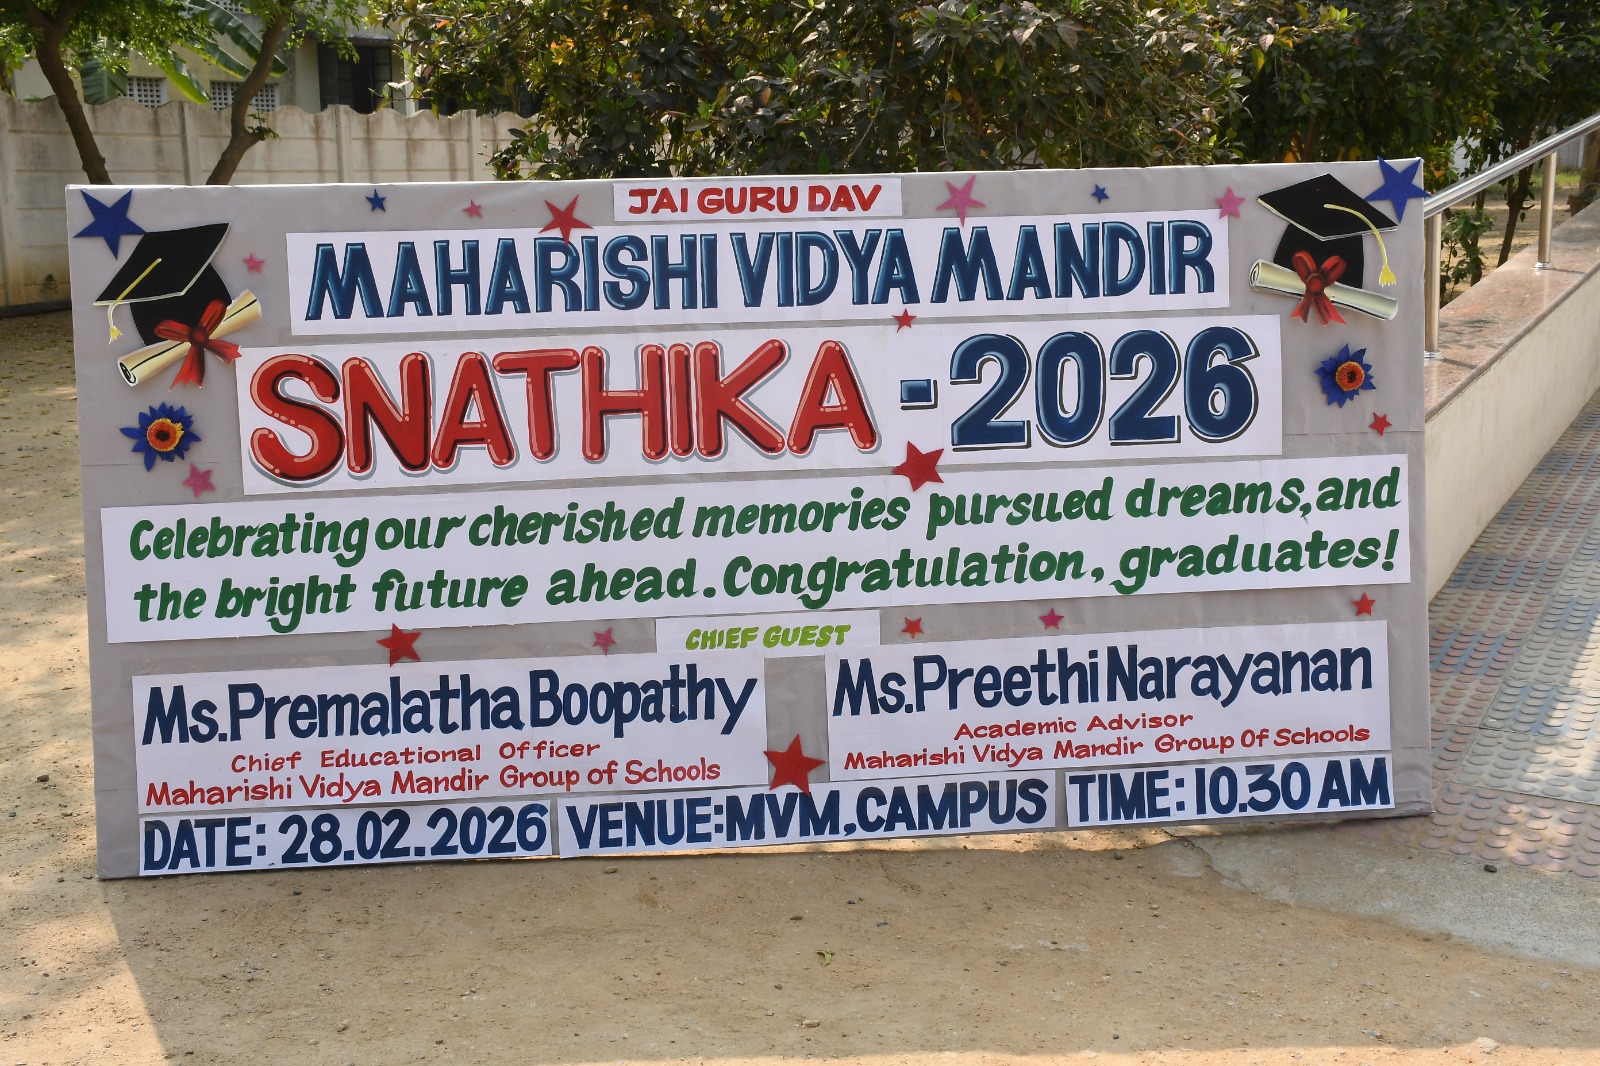 JAI GURU DAV
MAHARISHI VIDYA MANDIR
SNATHIKA -2026
Celebrating our cherished memories pursued dreams, and
the bright future ahead. Congratulation, graduates!
CHIEF GUEST
Ms. Premalatha Boopathy
Chief Educational Officer
Maharishi Vidya Mandir Group of Schools
Ms. Preethi Narayanan
Academic Advisor
Maharishi Vidya Mandir Group Of Schools
DATE: 28.02.2026 VENUE: MVM, CAMPUS TIME: 10.30 AM